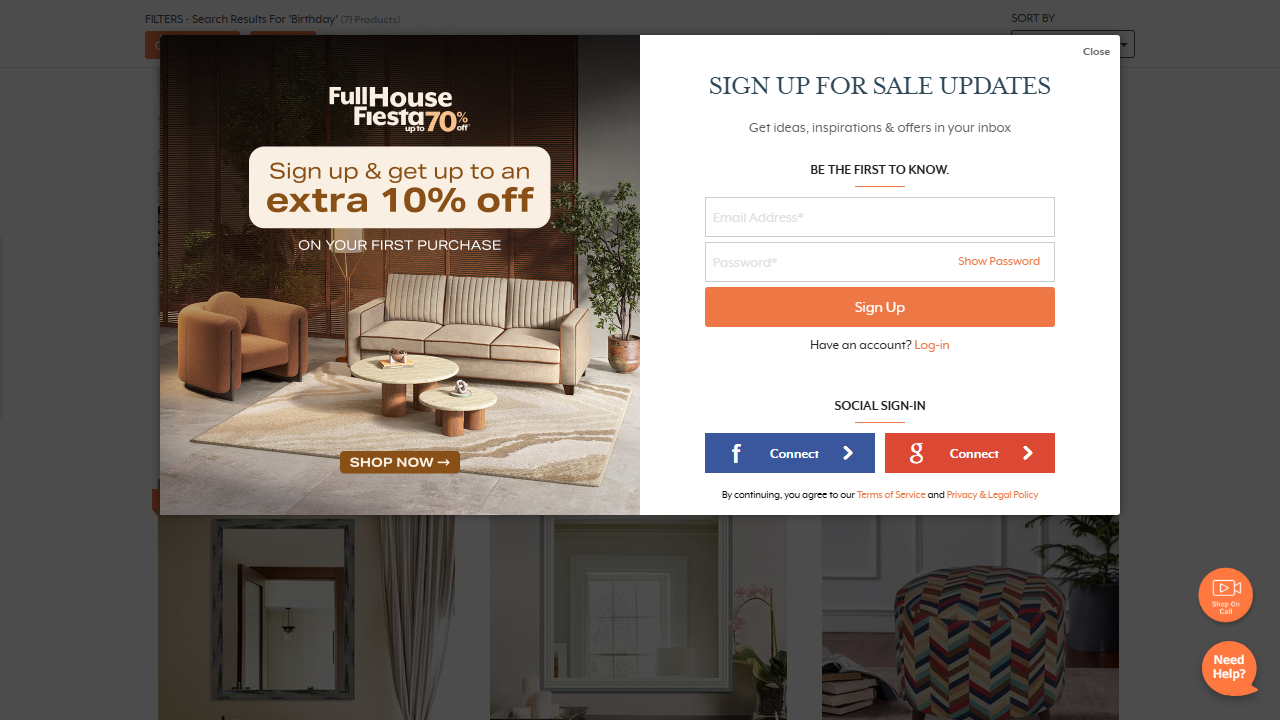 FILTERS - Search Results For 'Birthday' (71 Products)
SORT BY
Close
FullHouse
Fiesta up to 70% off*
Sign up & get up to an
extra 10% off
ON YOUR FIRST PURCHASE
SHOP NOW →
SIGN UP FOR SALE UPDATES
Get ideas, inspirations & offers in your inbox
BE THE FIRST TO KNOW.
Email Address*
Password*
Show Password
Sign Up
Have an account? Log-in
SOCIAL SIGN-IN
f Connect
g Connect
By continuing, you agree to our Terms of Service and Privacy & Legal Policy
Shop On
Call
Need
Help?